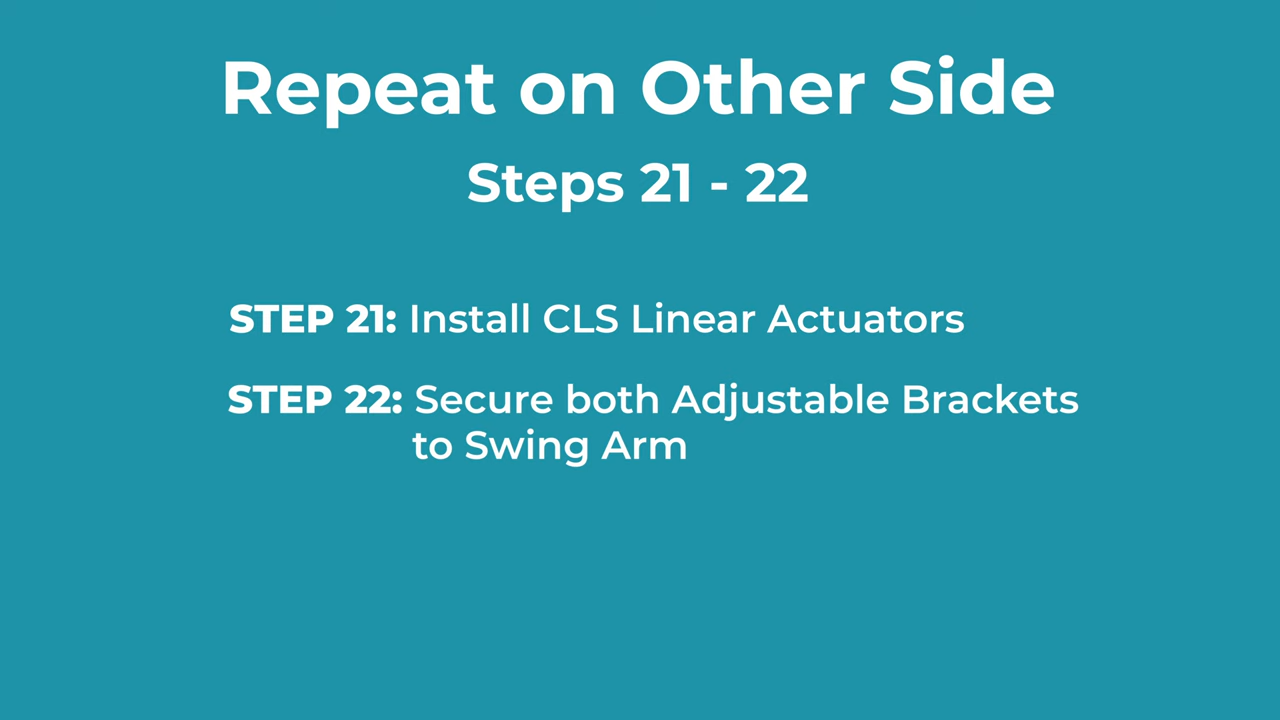 Repeat on Other Side
Steps 21 - 22
STEP 21: Install CLS Linear Actuators
STEP 22: Secure both Adjustable Brackets
to Swing Arm